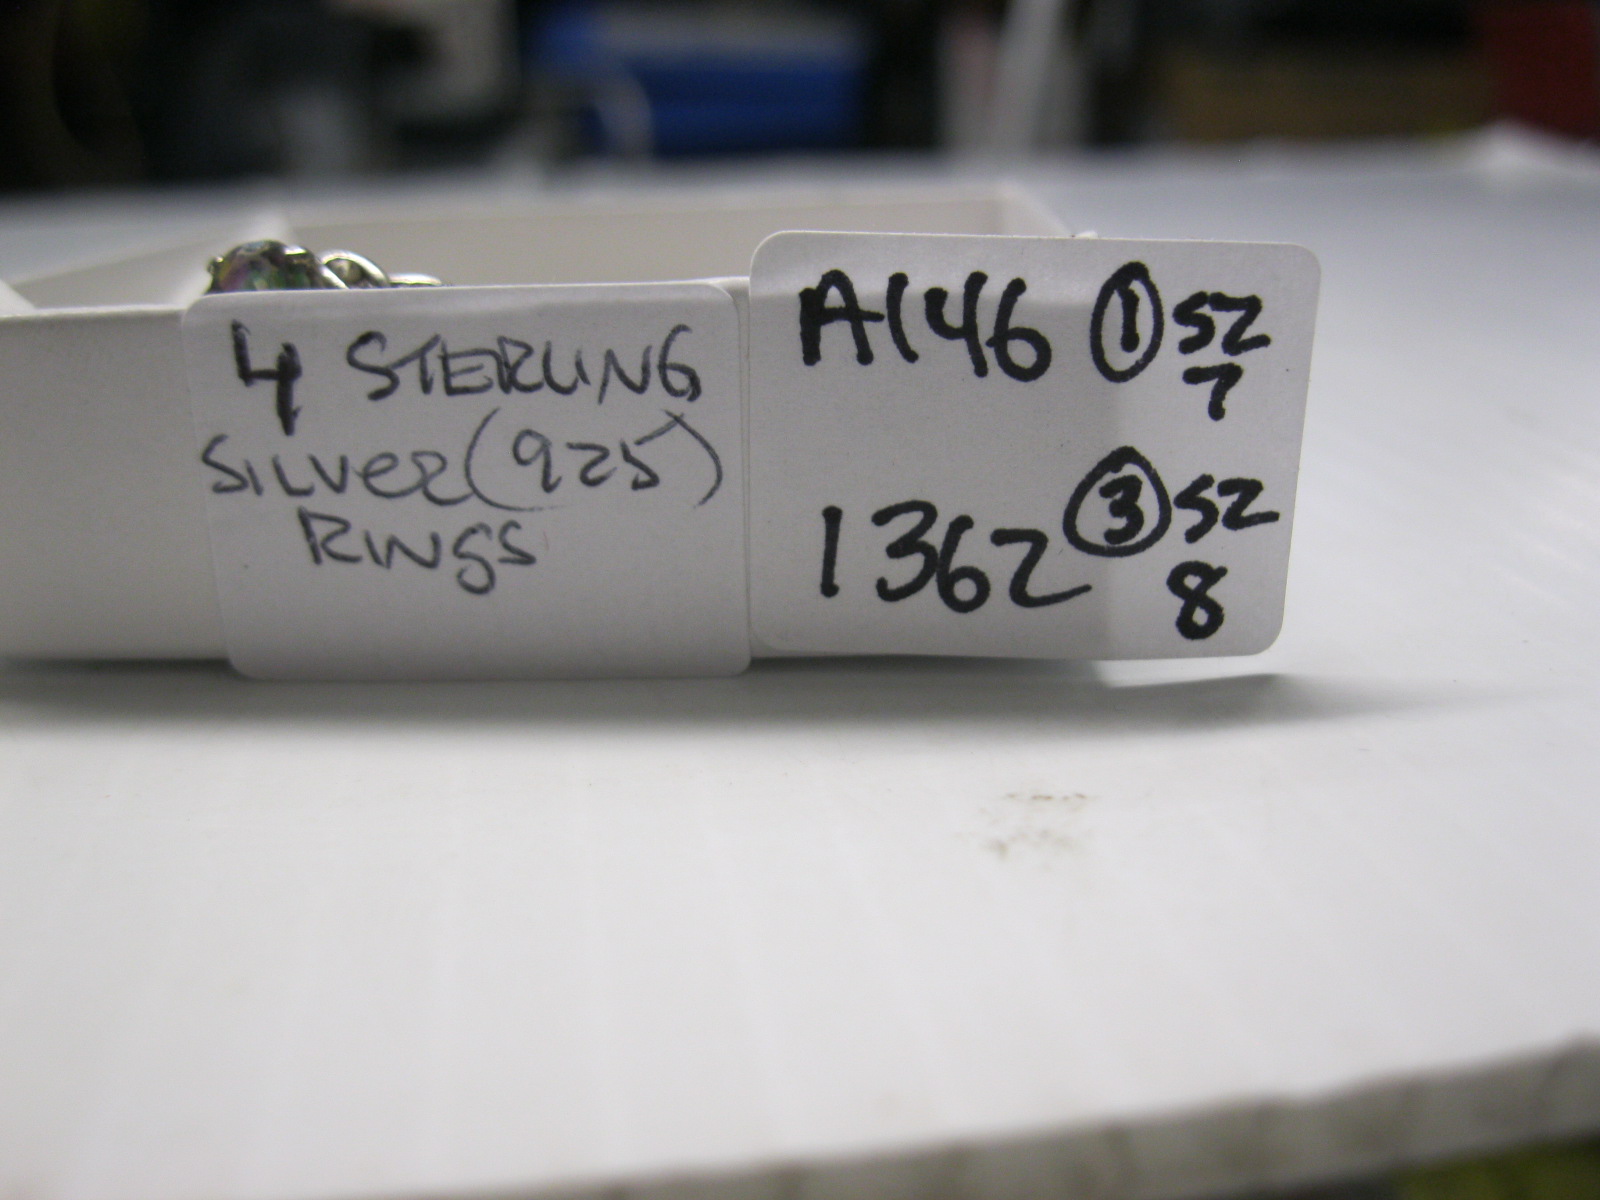 4 STERLING
SILVER (925)
RINGS
A146 1 SZ
7
1362 3 SZ
8